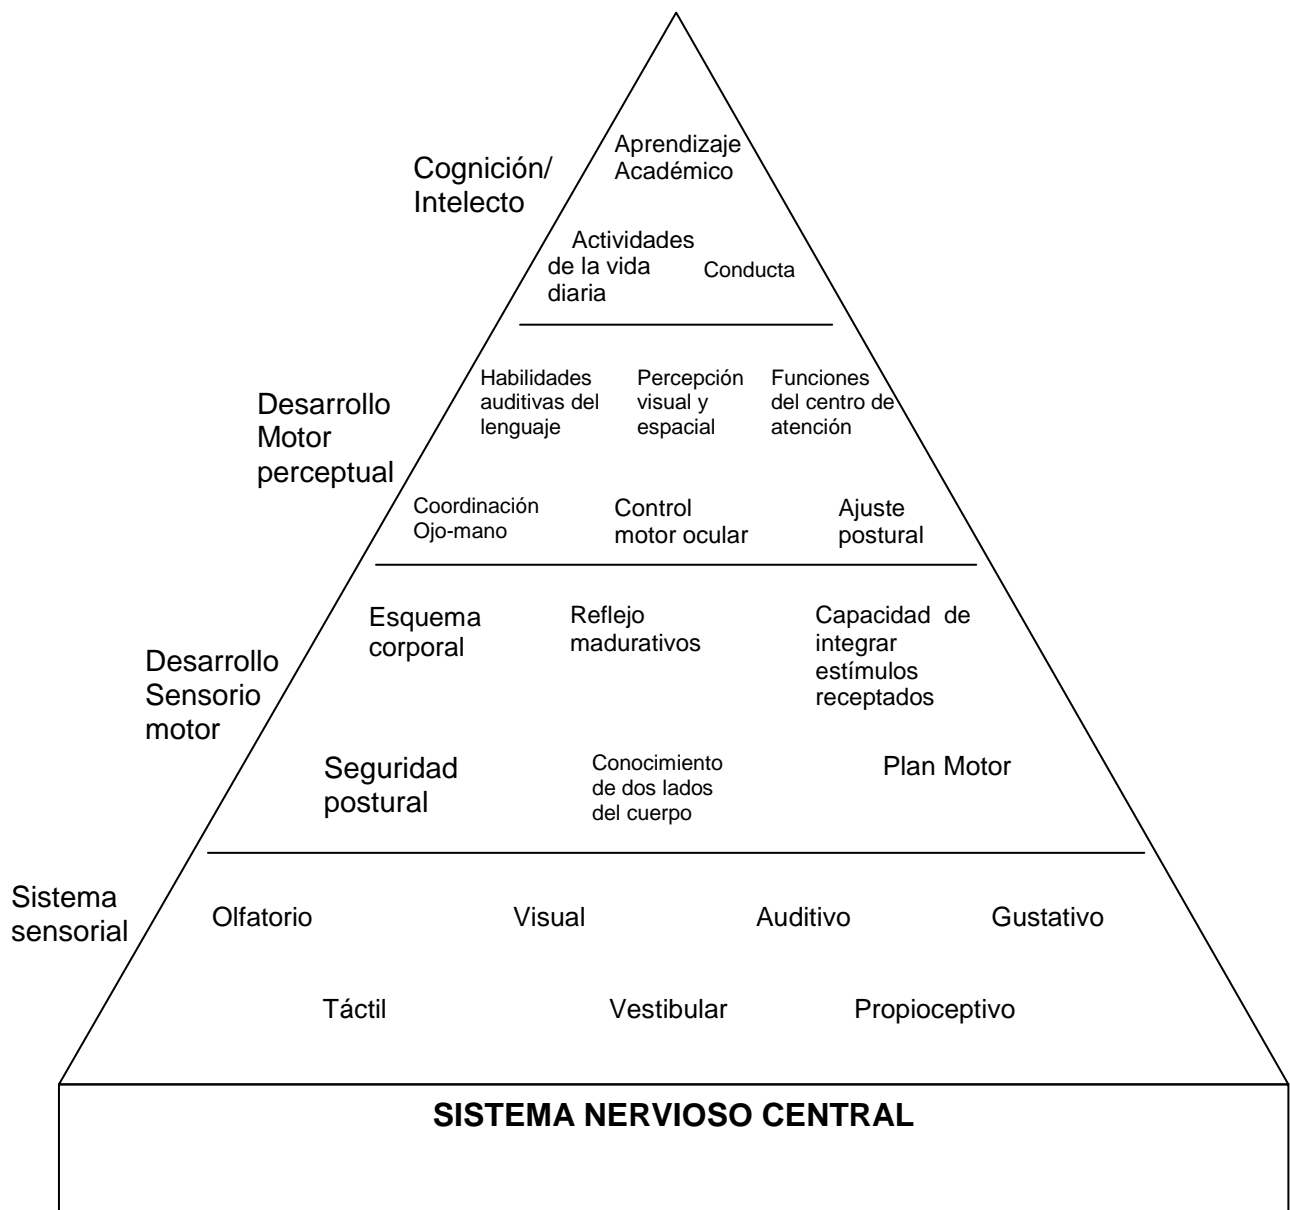 Cognición/
Intelecto
Aprendizaje
Académico
Actividades
de la vida
diaria
Conducta
Desarrollo
Motor
perceptual
Habilidades
auditivas del
lenguaje
Percepción
visual y
espacial
Funciones
del centro de
atención
Coordinación
Ojo-mano
Control
motor ocular
Ajuste
postural
Desarrollo
Sensorio
motor
Esquema
corporal
Reflejo
madurativos
Capacidad de
integrar
estímulos
receptados
Seguridad
postural
Conocimiento
de dos lados
del cuerpo
Plan Motor
Sistema
sensorial
Olfatorio
Visual
Auditivo
Gustativo
Táctil
Vestibular
Propioceptivo
SISTEMA NERVIOSO CENTRAL